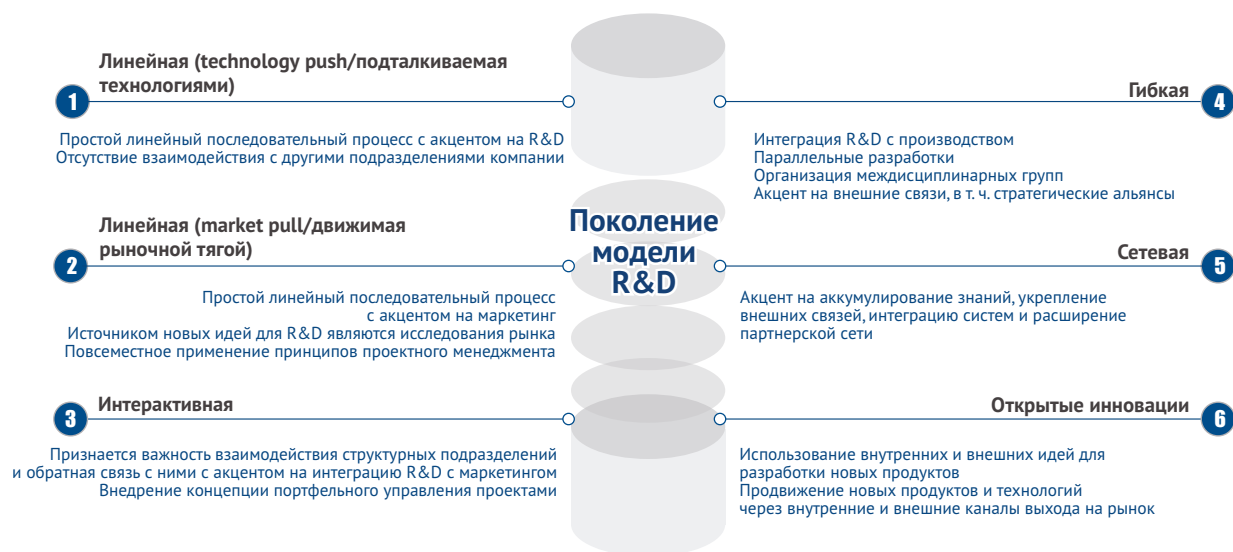 Линейная (technology push/подталкиваемая
технологиями)
1
Простой линейный последовательный процесс с акцентом на R&D
Отсутствие взаимодействия с другими подразделениями компании
Линейная (market pull/движимая
рыночной тягой)
2
Простой линейный последовательный процесс
с акцентом на маркетинг
Источником новых идей для R&D являются исследования рынка
Повсеместное применение принципов проектного менеджмента
Интерактивная
3
Признается важность взаимодействия структурных подразделений
и обратная связь с ними с акцентом на интеграцию R&D с маркетингом
Внедрение концепции портфельного управления проектами
Поколение
модели
R&D
Гибкая
4
Интеграция R&D с производством
Параллельные разработки
Организация междисциплинарных групп
Акцент на внешние связи, в т. ч. стратегические альянсы
Сетевая
5
Акцент на аккумулирование знаний, укрепление
внешних связей, интеграцию систем и расширение
партнерской сети
Открытые инновации
6
Использование внутренних и внешних идей для
разработки новых продуктов
Продвижение новых продуктов и технологий
через внутренние и внешние каналы выхода на рынок